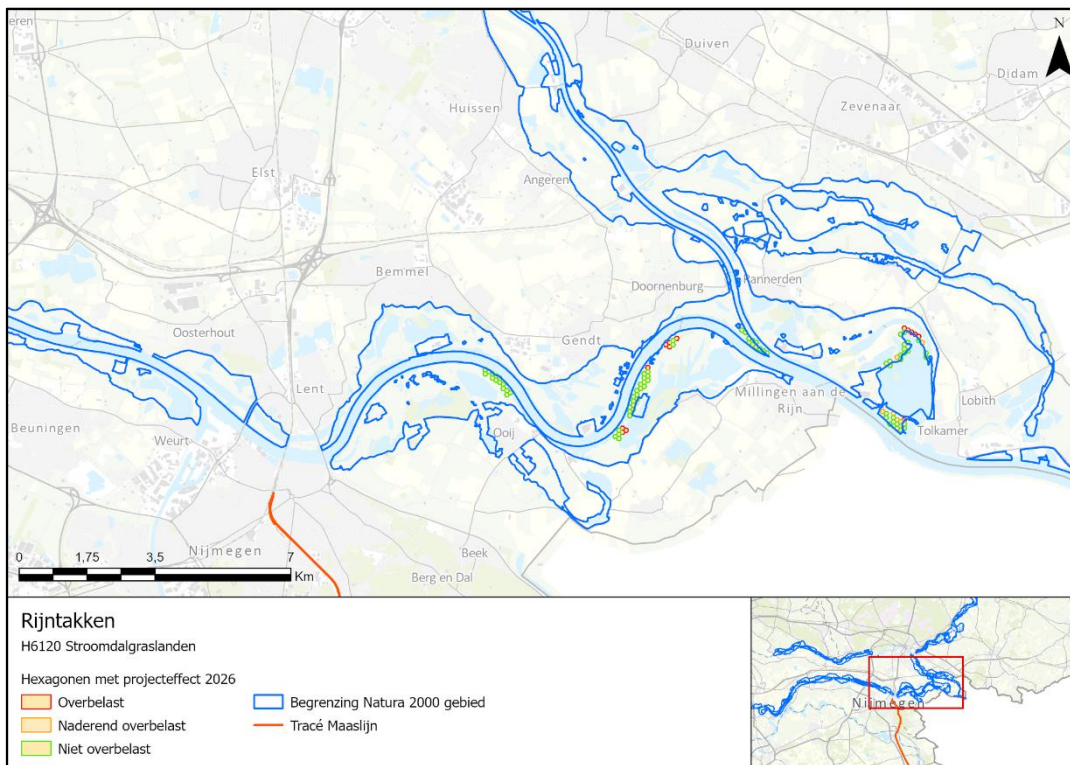 N
Duiven
Didam
Huissen
Zevenaar
Elst
Angeren
Bemmel
Doornenburg
Pannerden
Oosterhout
Gendt
Lent
Millingen aan de
Rijn
Lobith
Beuningen
Weurt
Ooij
Tolkamer
Nijmegen
Beek
Berg en Dal
0 1,75 3,5 7
Km
Rijntakken
H6120 Stroomdalgraslanden
Hexagonen met projecteffect 2026
Overbelast
Naderend overbelast
Niet overbelast
Begrenzing Natura 2000 gebied
Tracé Maaslijn
Nijmegen